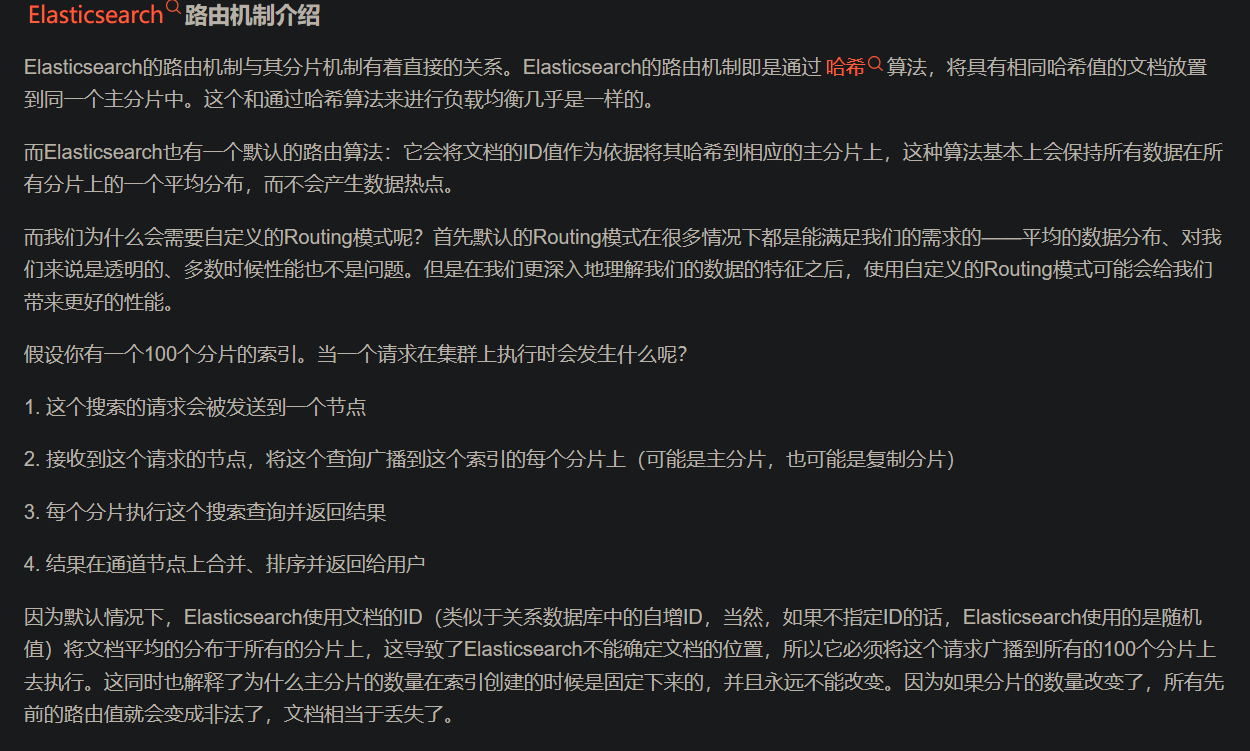 Elasticsearch路由机制介绍
Elasticsearch的路由机制与其分片机制有着直接的关系。Elasticsearch的路由机制即是通过 哈希 算法，将具有相同哈希值的文档放置
到同一个主分片中。这个和通过哈希算法来进行负载均衡几乎是一样的。
而Elasticsearch也有一个默认的路由算法：它会将文档的ID值作为依据将其哈希到相应的主分片上，这种算法基本上会保持所有数据在所
有分片上的一个平均分布，而不会产生数据热点。
而我们为什么会需要自定义的Routing模式呢？首先默认的Routing模式在很多情况下都是能满足我们的需求的——平均的数据分布、对我
们来说是透明的、多数时候性能也不是问题。但是在我们更深入地理解我们的数据的特征之后，使用自定义的Routing模式可能会给我们
带来更好的性能。
假设你有一个100个分片的索引。当一个请求在集群上执行时会发生什么呢？
1. 这个搜索的请求会被发送到一个节点
2. 接收到这个请求的节点，将这个查询广播到这个索引的每个分片上（可能是主分片，也可能是复制分片）
3. 每个分片执行这个搜索查询并返回结果
4. 结果在通道节点上合并、排序并返回给用户
因为默认情况下，Elasticsearch使用文档的ID（类似于关系数据库中的自增ID，当然，如果不指定ID的话，Elasticsearch使用的是随机
值）将文档平均的分布于所有的分片上，这导致了Elasticsearch不能确定文档的位置，所以它必须将这个请求广播到所有的100个分片上
去执行。这同时也解释了为什么主分片的数量在索引创建的时候是固定下来的，并且永远不能改变。因为如果分片的数量改变了，所有先
前的路由值就会变成非法了，文档相当于丢失了。